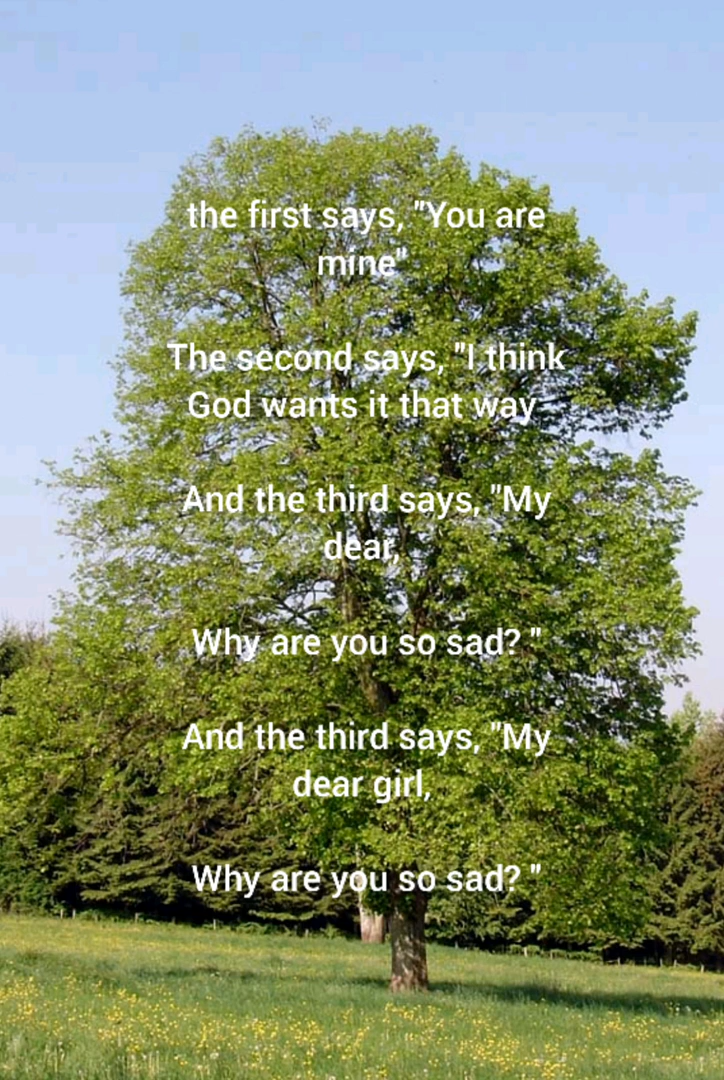 the first says, "You are
mine"
The second says, "I think
God wants it that way
And the third says, "My
dear,
Why are you so sad? "
And the third says, "My
dear girl,
Why are you so sad? "